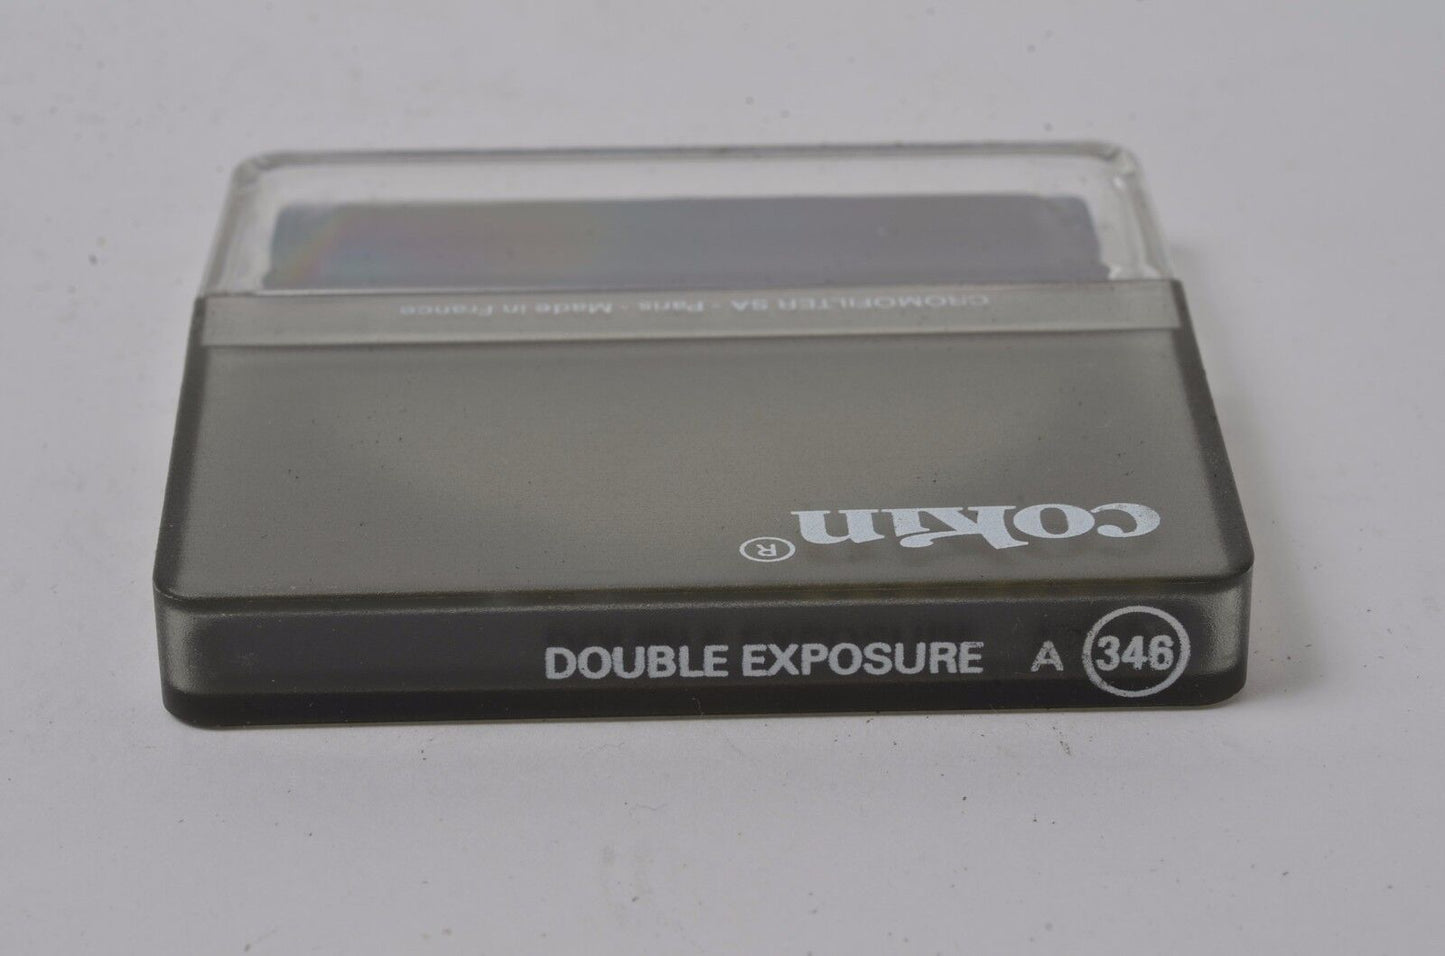 CROMOFILTER SA - Paris - Made in France
cokin ®
DOUBLE EXPOSURE A 346